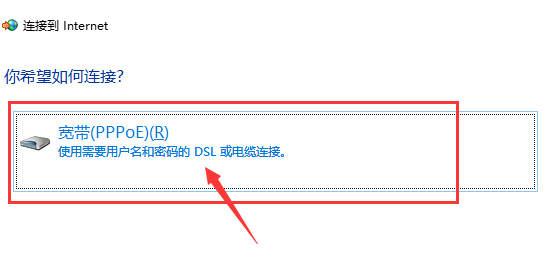 连接到 Internet
你希望如何连接?
宽带(PPPoE)(R)
使用需要用户名和密码的 DSL 或电缆连接。